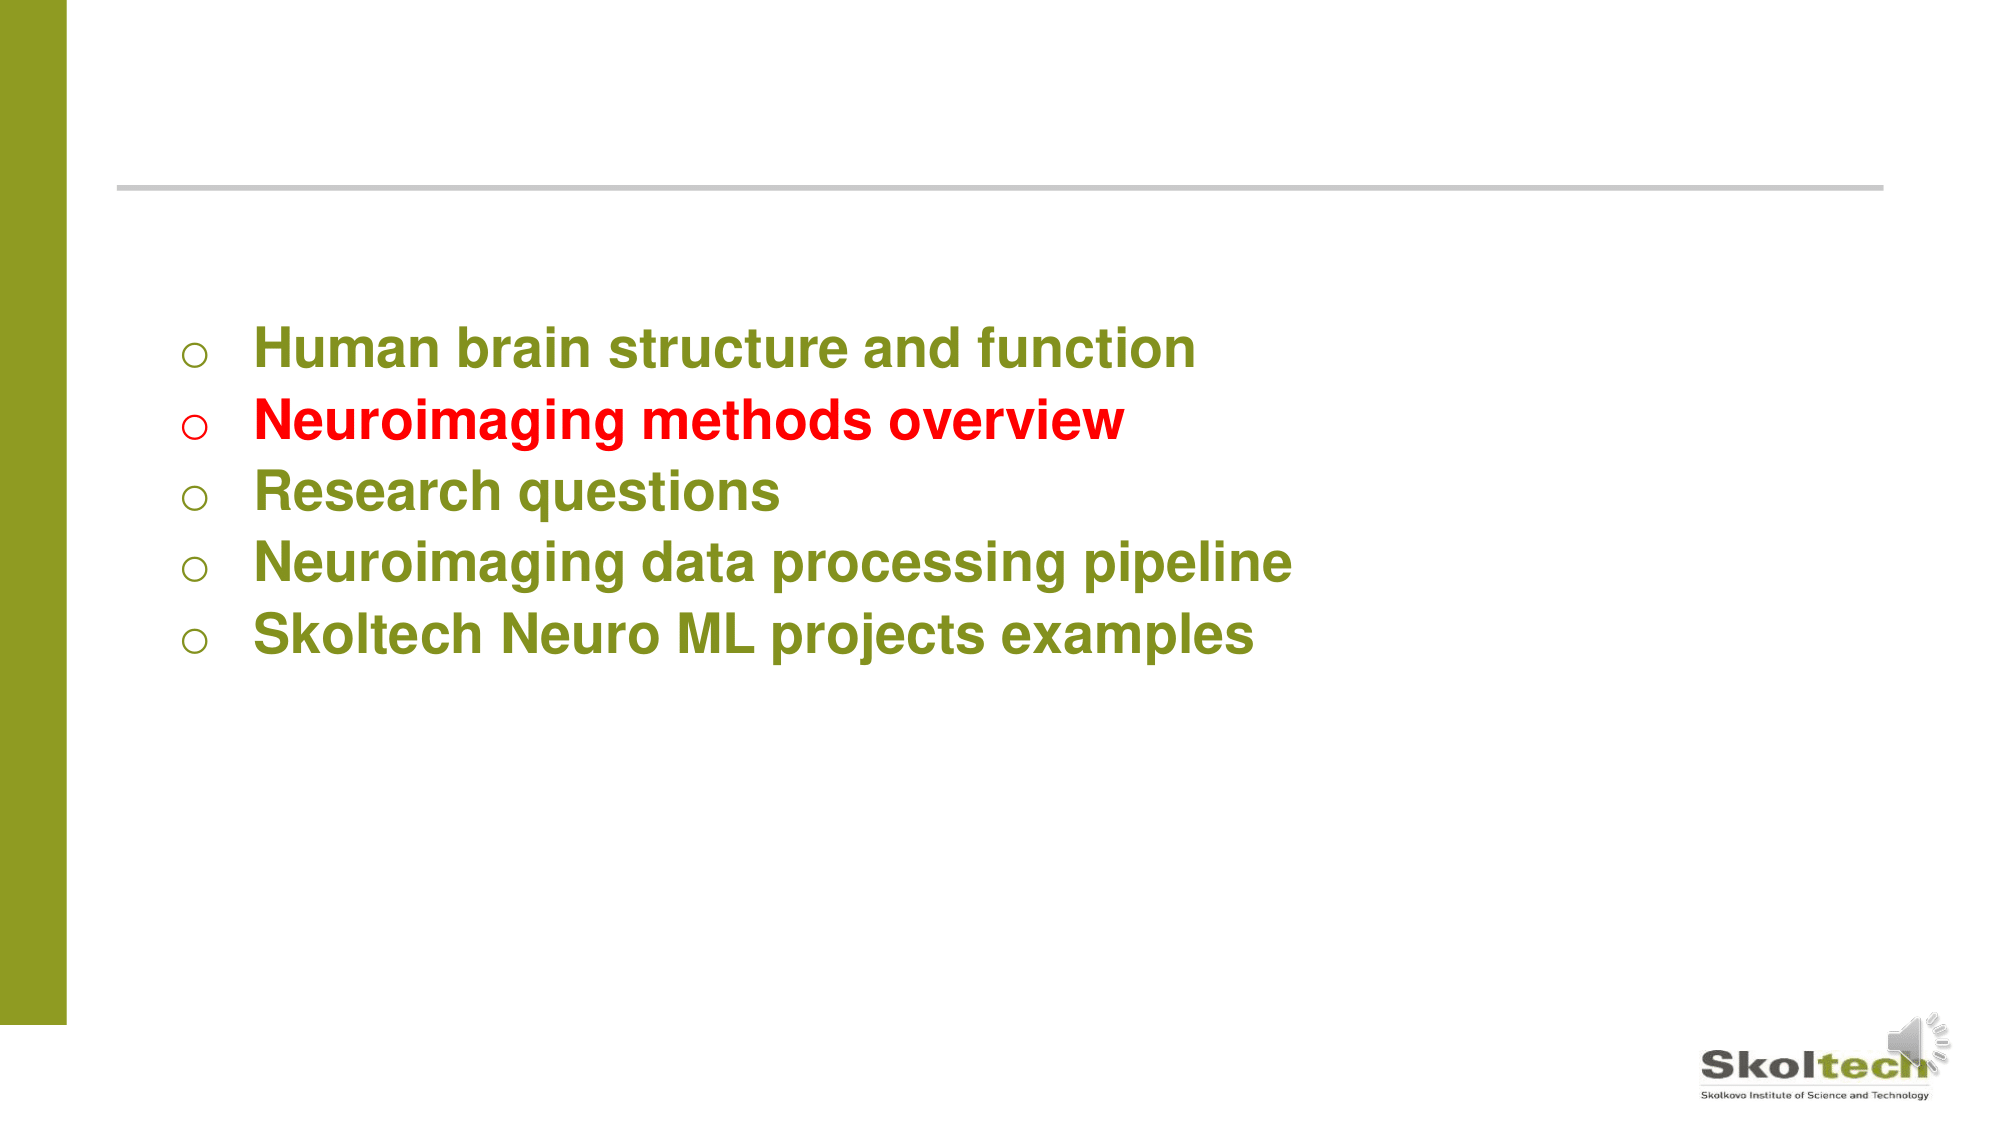 o Human brain structure and function
o Neuroimaging methods overview
o Research questions
o Neuroimaging data processing pipeline
o Skoltech Neuro ML projects examples
Skoltech
Skolkovo Institute of Science and Technology